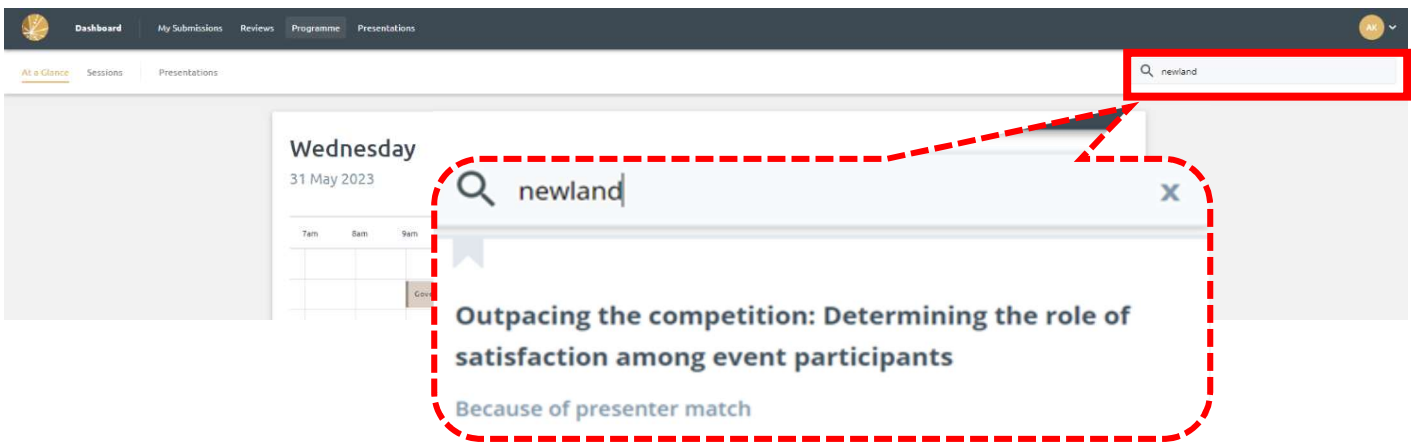 Dashboard My Submissions Reviews Programme Presentations AK
At a Glance Sessions Presentations newland
Wednesday
31 May 2023
7am 8am 9am
Gove
newland x
Outpacing the competition: Determining the role of
satisfaction among event participants
Because of presenter match